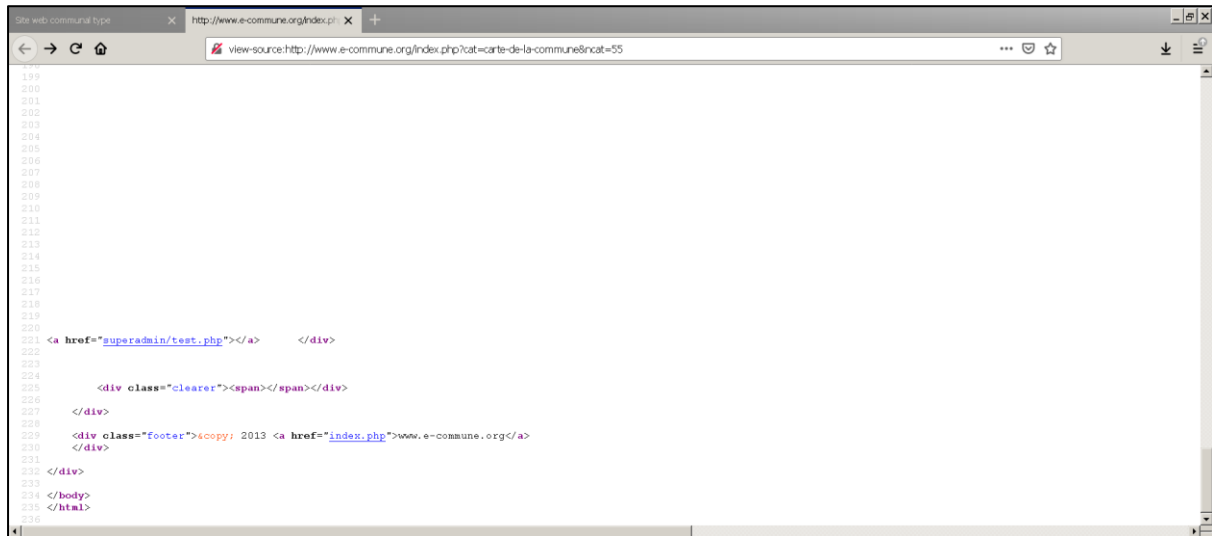 Site web communal type
http://www.e-commune.org/index.ph
view-source:http://www.e-commune.org/index.php?cat=carte-de-la-commune&ncat=55
198
199
200
201
202
203
204
205
206
207
208
209
210
211
212
213
214
215
216
217
218
219
220
221 <a href="superadmin/test.php"></a> </div>
222
223
224
225 <div class="clearer"><span></span></div>
226
227 </div>
228
229 <div class="footer">&copy; 2013 <a href="index.php">www.e-commune.org</a>
230 </div>
231
232 </div>
233
234 </body>
235 </html>
236